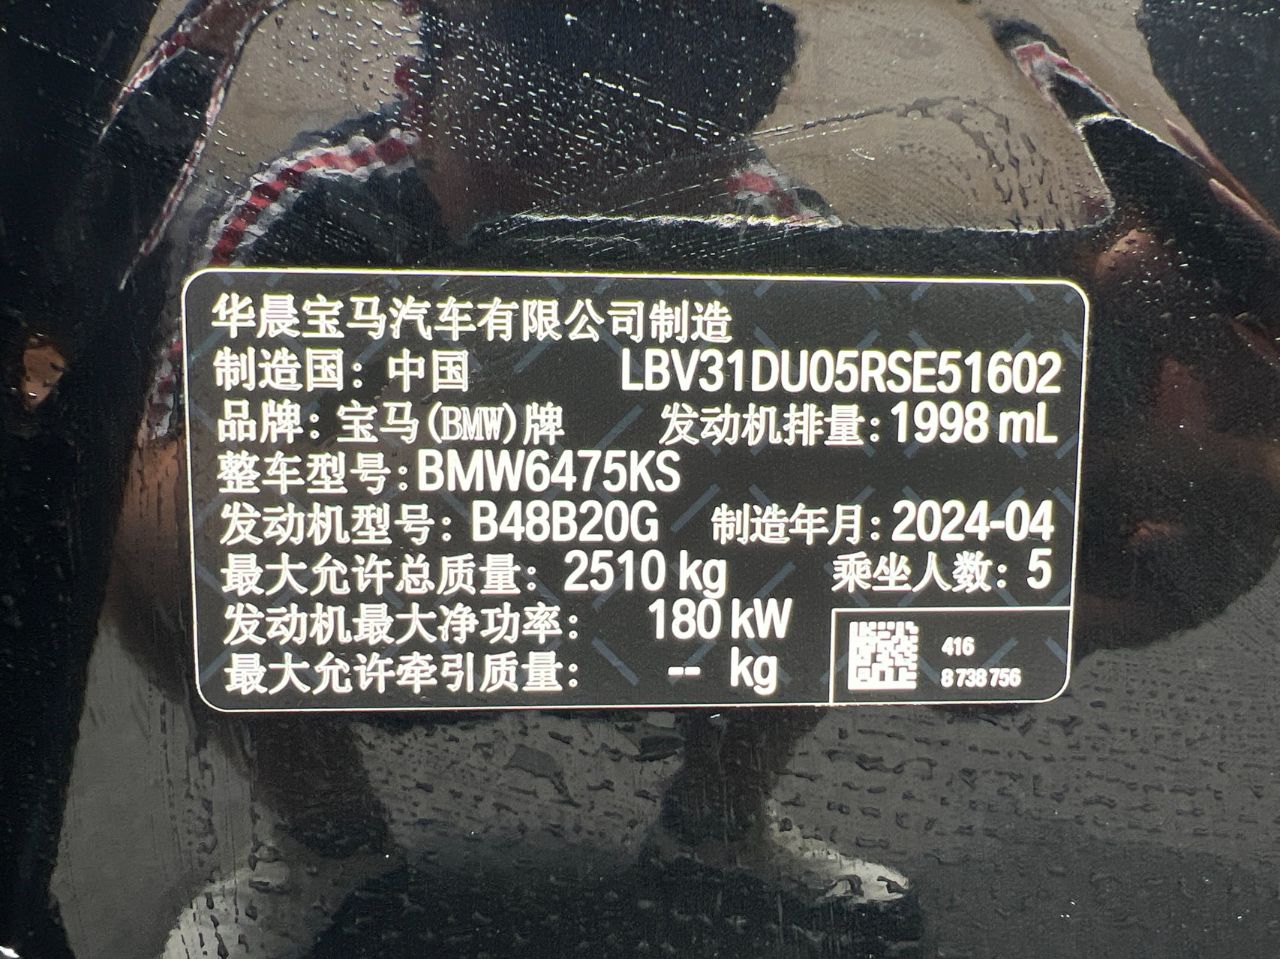 华晨宝马汽车有限公司制造
制造国：中国 LBV31DU05RSE51602
品牌：宝马(BMW)牌 发动机排量：1998 mL
整车型号：BMW6475KS
发动机型号：B48B20G 制造年月：2024-04
最大允许总质量：2510 kg 乘坐人数：5
发动机最大净功率： 180 kW
最大允许牵引质量： -- kg
416
8 738 756